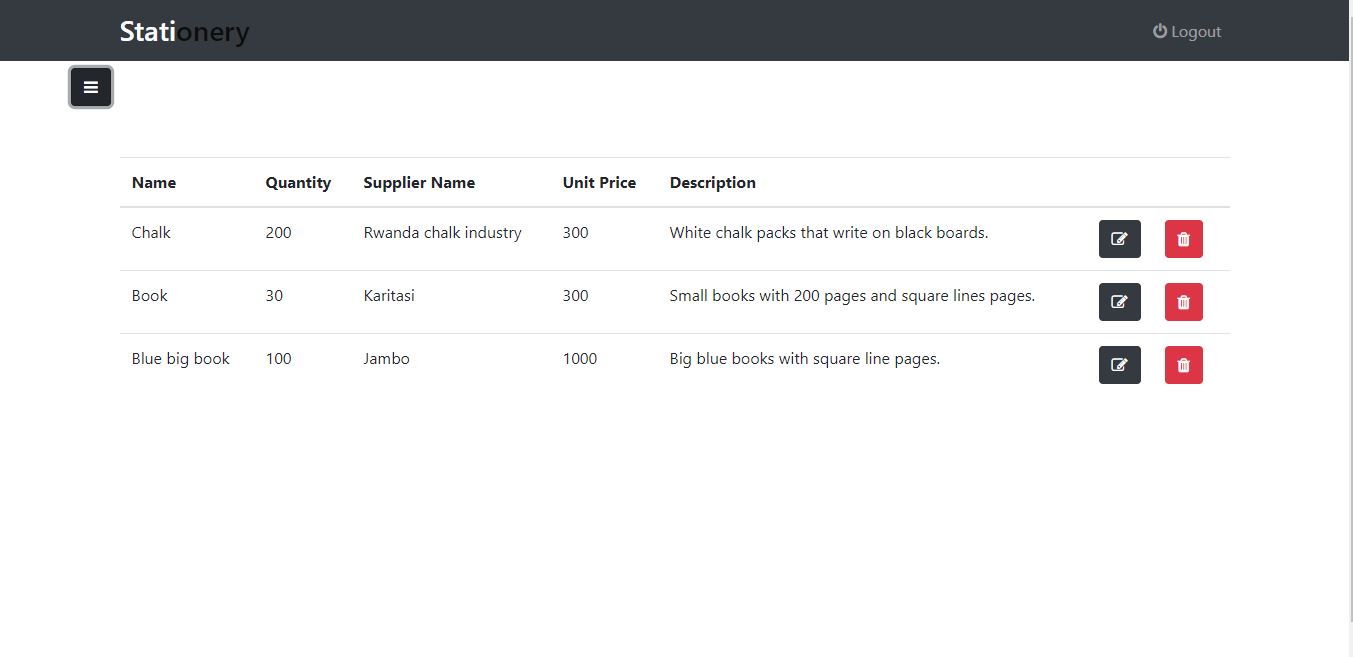 Stationery Logout
Name Quantity Supplier Name Unit Price Description
Chalk 200 Rwanda chalk industry 300 White chalk packs that write on black boards.
Book 30 Karitasi 300 Small books with 200 pages and square lines pages.
Blue big book 100 Jambo 1000 Big blue books with square line pages.